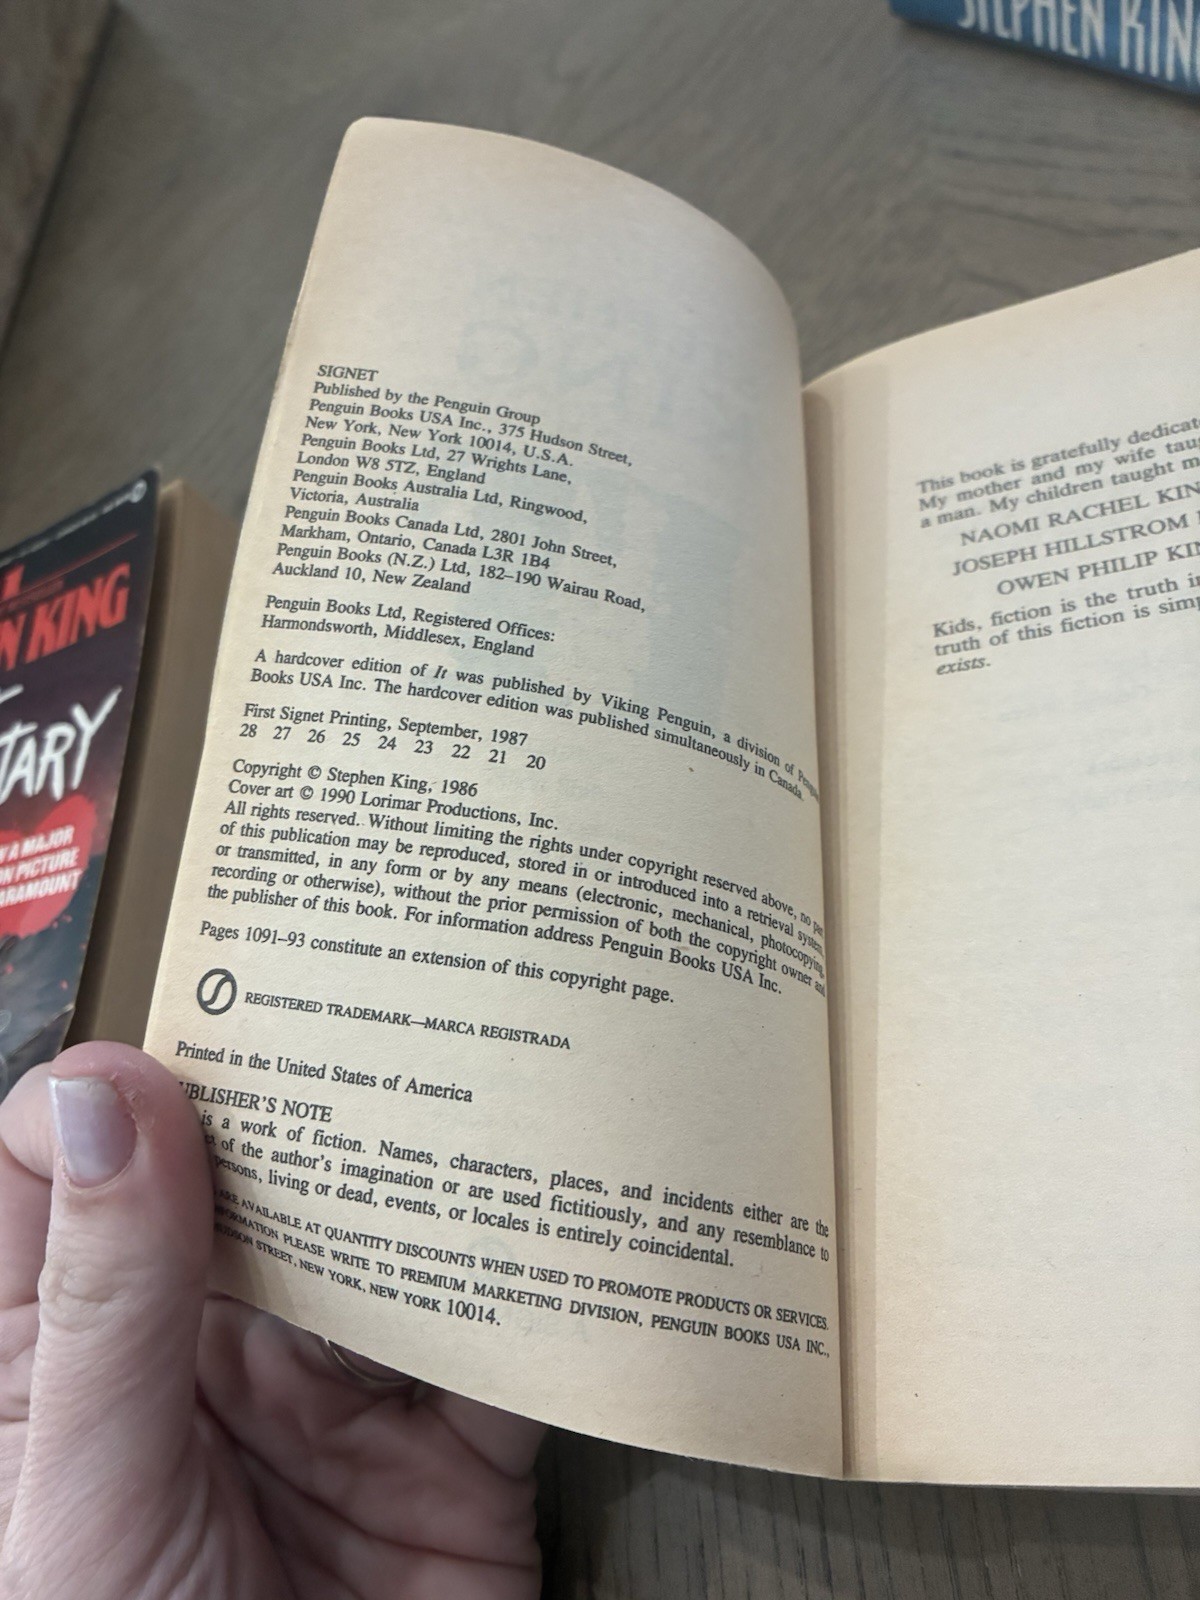 STEPHEN KING
SIGNET
Published by the Penguin Group
Penguin Books USA Inc., 375 Hudson Street,
New York, New York 10014, U.S.A.
Penguin Books Ltd, 27 Wrights Lane,
London W8 5TZ, England
Penguin Books Australia Ltd, Ringwood,
Victoria, Australia
Penguin Books Canada Ltd, 2801 John Street,
Markham, Ontario, Canada L3R 1B4
Penguin Books (N.Z.) Ltd, 182–190 Wairau Road,
Auckland 10, New Zealand
Penguin Books Ltd, Registered Offices:
Harmondsworth, Middlesex, England
A hardcover edition of It was published by Viking Penguin, a division of Penguin
Books USA Inc. The hardcover edition was published simultaneously in Canada.
First Signet Printing, September, 1987
28 27 26 25 24 23 22 21 20
Copyright © Stephen King, 1986
Cover art © 1990 Lorimar Productions, Inc.
All rights reserved. Without limiting the rights under copyright reserved above, no part
of this publication may be reproduced, stored in or introduced into a retrieval system,
or transmitted, in any form or by any means (electronic, mechanical, photocopying,
recording or otherwise), without the prior permission of both the copyright owner and
the publisher of this book. For information address Penguin Books USA Inc.
Pages 1091–93 constitute an extension of this copyright page.
REGISTERED TRADEMARK—MARCA REGISTRADA
Printed in the United States of America
UBLISHER'S NOTE
is a work of fiction. Names, characters, places, and incidents either are the
of the author's imagination or are used fictitiously, and any resemblance to
persons, living or dead, events, or locales is entirely coincidental.
ARE AVAILABLE AT QUANTITY DISCOUNTS WHEN USED TO PROMOTE PRODUCTS OR SERVICES.
FORMATION PLEASE WRITE TO PREMIUM MARKETING DIVISION, PENGUIN BOOKS USA INC.,
HUDSON STREET, NEW YORK, NEW YORK 10014.
This book is gratefully dedicat
My mother and my wife taug
a man. My children taught m
NAOMI RACHEL KIN
JOSEPH HILLSTROM
OWEN PHILIP KIN
Kids, fiction is the truth in
truth of this fiction is simp
exists.
N KING
TARY
A MAJOR
ON PICTURE
ARAMOUNT